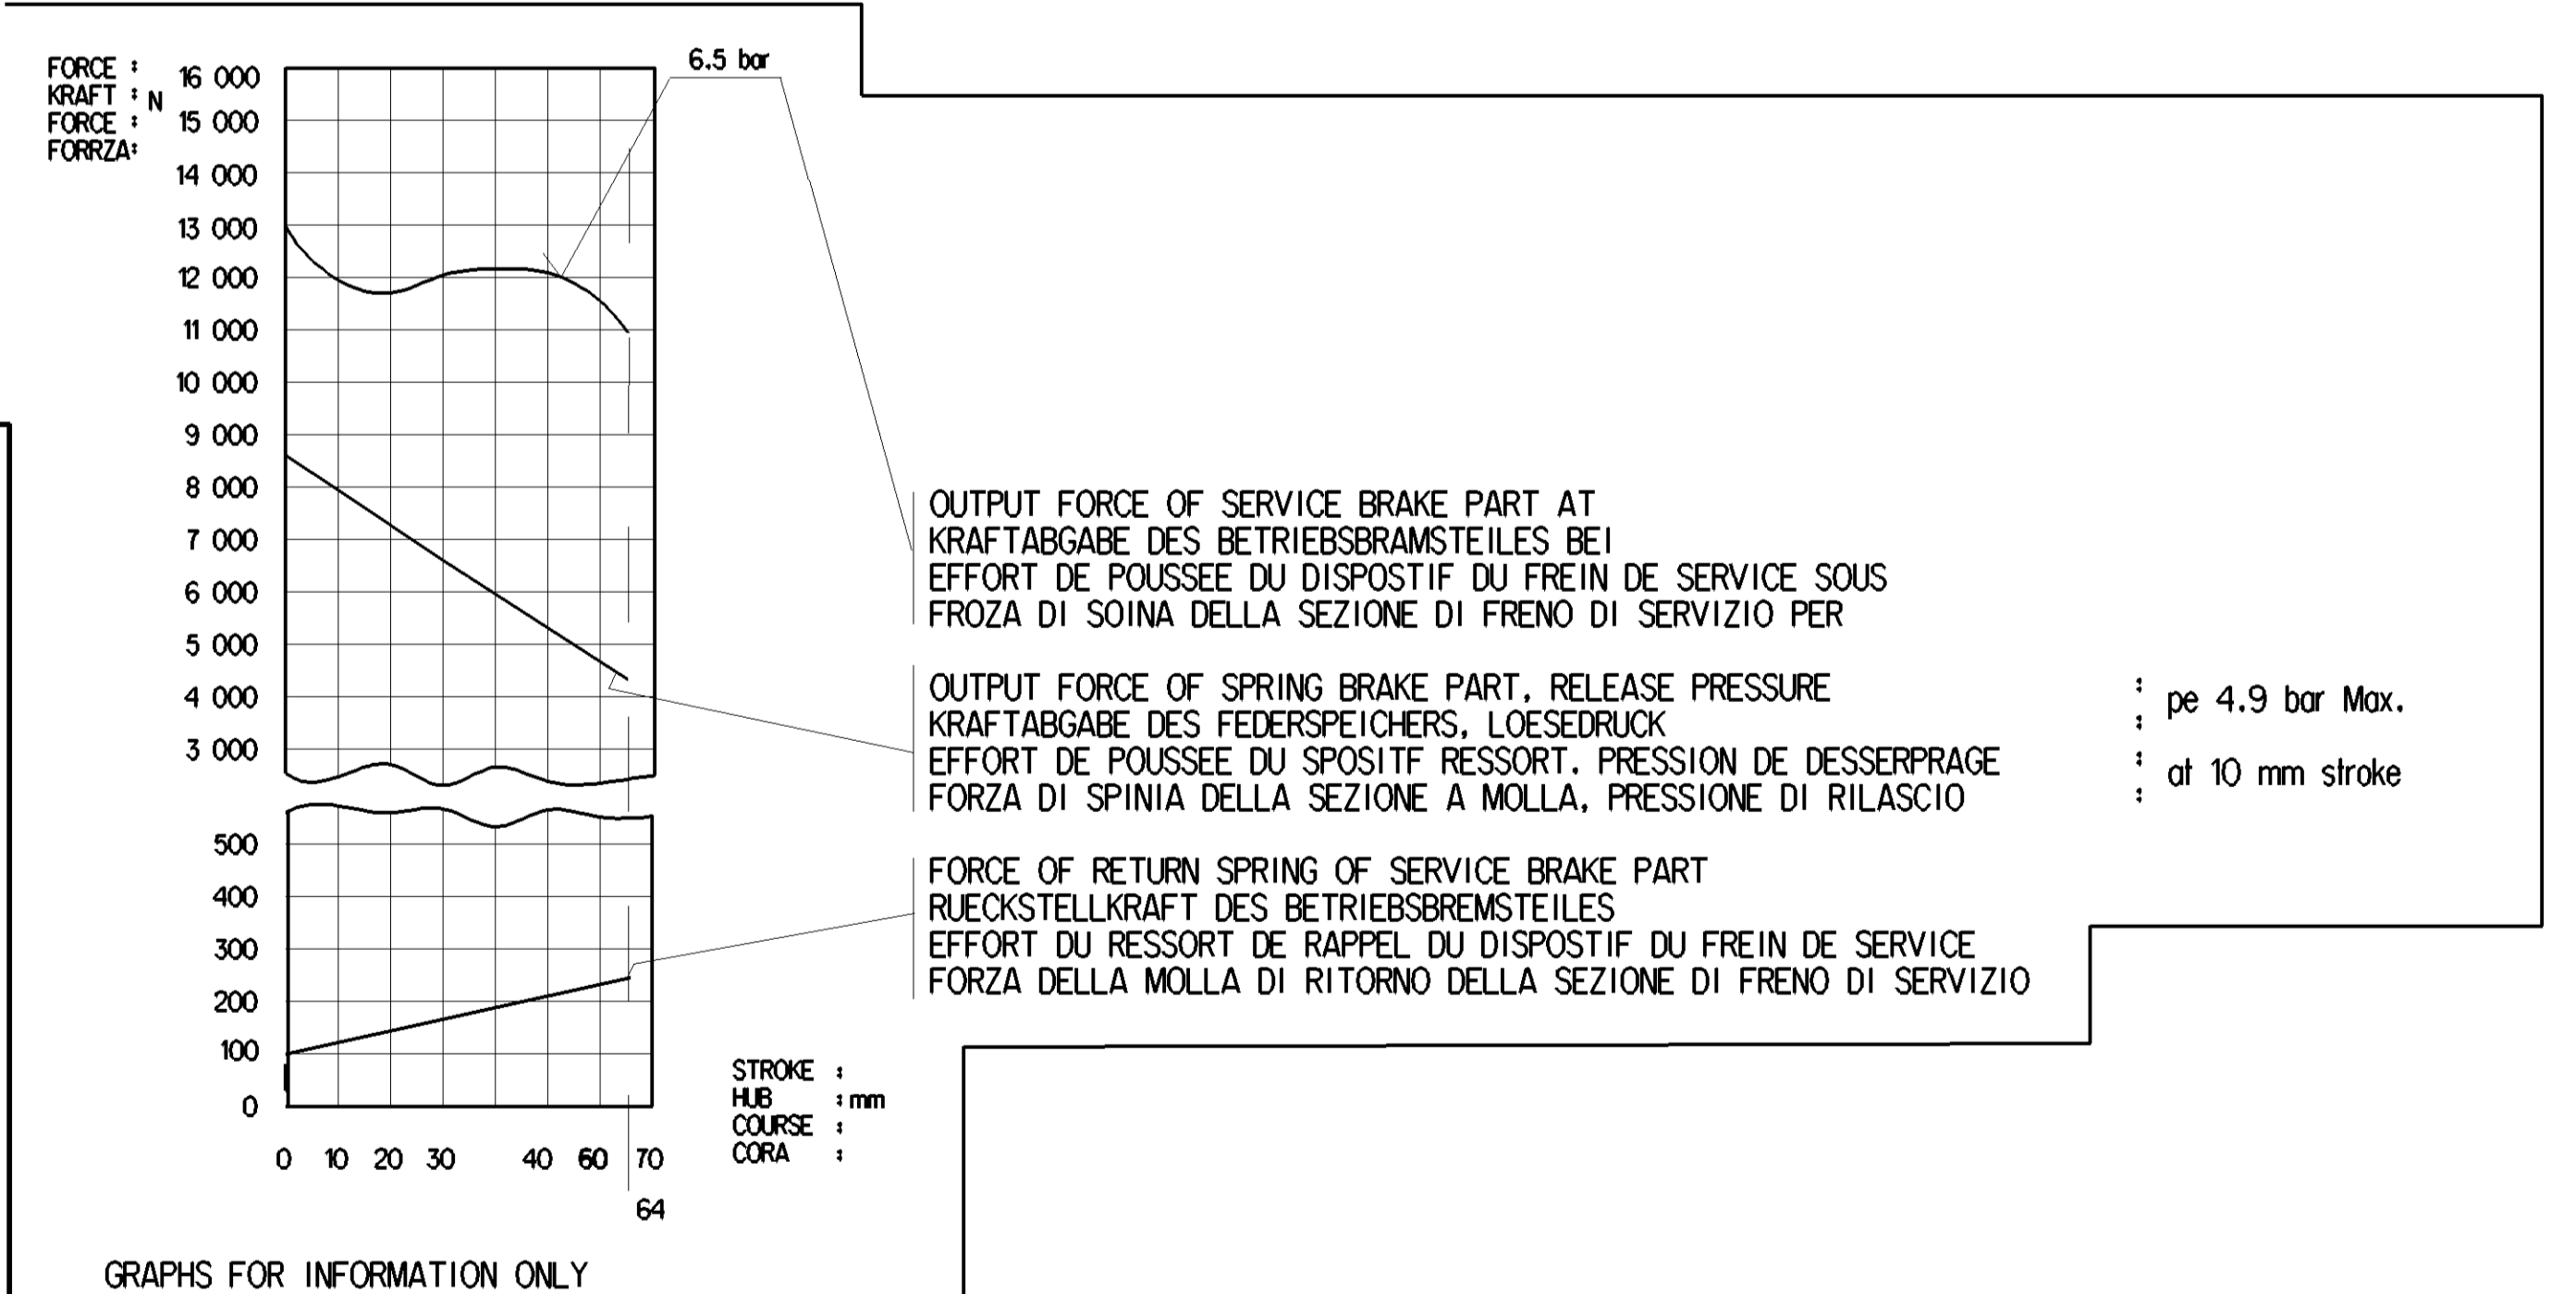 6.5 bar
FORCE :
KRAFT : N
FORCE :
FORRZA:
16 000
15 000
14 000
13 000
12 000
11 000
10 000
9 000
8 000
7 000
6 000
5 000
4 000
3 000
500
400
300
200
100
0
0 10 20 30 40 60 70
64
STROKE :
HUB : mm
COURSE :
CORA :
OUTPUT FORCE OF SERVICE BRAKE PART AT
KRAFTABGABE DES BETRIEBSBRAMSTEILES BEI
EFFORT DE POUSSEE DU DISPOSTIF DU FREIN DE SERVICE SOUS
FROZA DI SOINA DELLA SEZIONE DI FRENO DI SERVIZIO PER
OUTPUT FORCE OF SPRING BRAKE PART, RELEASE PRESSURE :
KRAFTABGABE DES FEDERSPEICHERS, LOESEDRUCK :
EFFORT DE POUSSEE DU SPOSITF RESSORT. PRESSION DE DESSERPRAGE :
FORZA DI SPINIA DELLA SEZIONE A MOLLA, PRESSIONE DI RILASCIO :
pe 4.9 bar Max.
at 10 mm stroke
FORCE OF RETURN SPRING OF SERVICE BRAKE PART
RUECKSTELLKRAFT DES BETRIEBSBREMSTEILES
EFFORT DU RESSORT DE RAPPEL DU DISPOSTIF DU FREIN DE SERVICE
FORZA DELLA MOLLA DI RITORNO DELLA SEZIONE DI FRENO DI SERVIZIO
GRAPHS FOR INFORMATION ONLY